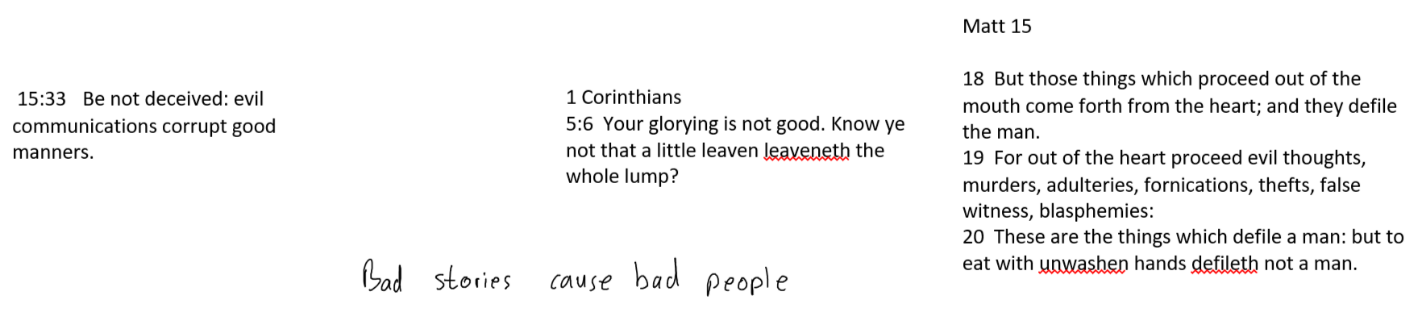 15:33 Be not deceived: evil
communications corrupt good
manners.
1 Corinthians
5:6 Your glorying is not good. Know ye
not that a little leaven leaveneth the
whole lump?
Matt 15
18 But those things which proceed out of the
mouth come forth from the heart; and they defile
the man.
19 For out of the heart proceed evil thoughts,
murders, adulteries, fornications, thefts, false
witness, blasphemies:
20 These are the things which defile a man: but to
eat with unwashen hands defileth not a man.
Bad stories cause bad people